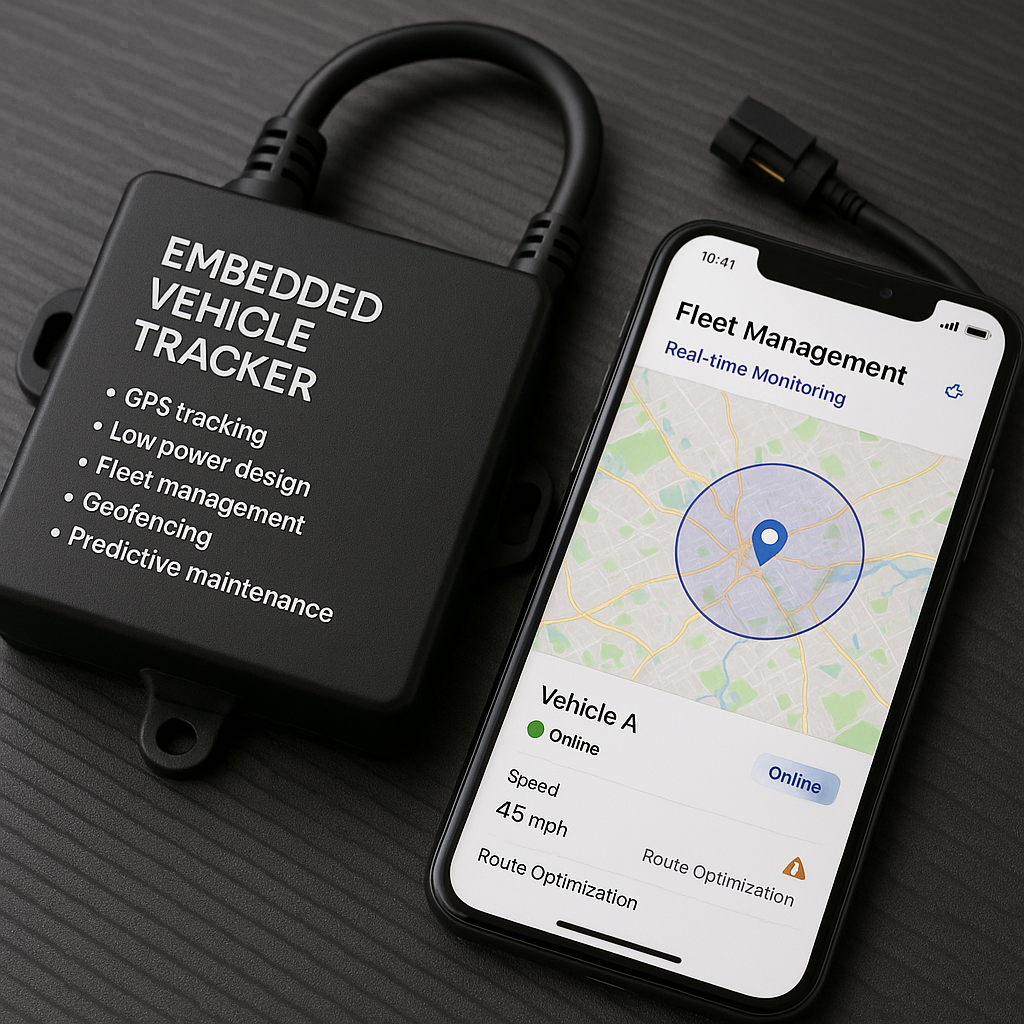 EMBEDDED
VEHICLE
TRACKER
• GPS tracking
• Low power design
• Fleet management
• Geofencing
• Predictive maintenance
10:41
Fleet Management
Real-time Monitoring
Vehicle A
Online
Online
Speed
45 mph
Route Optimization
Route Optimization